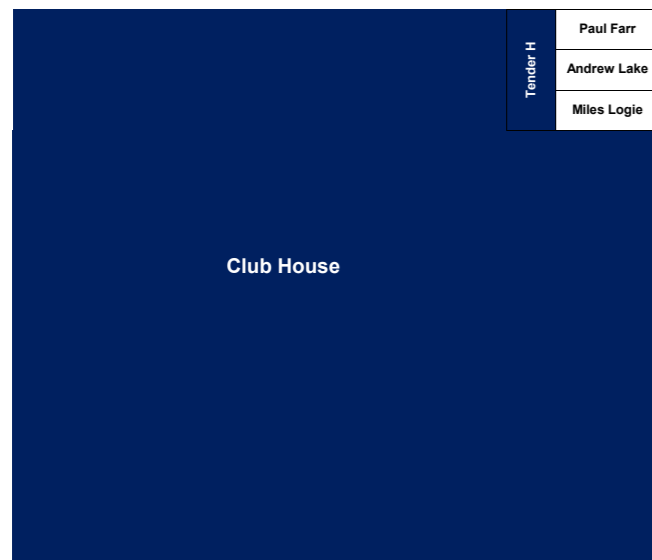 Tender H
Paul Farr
Andrew Lake
Miles Logie
Club House